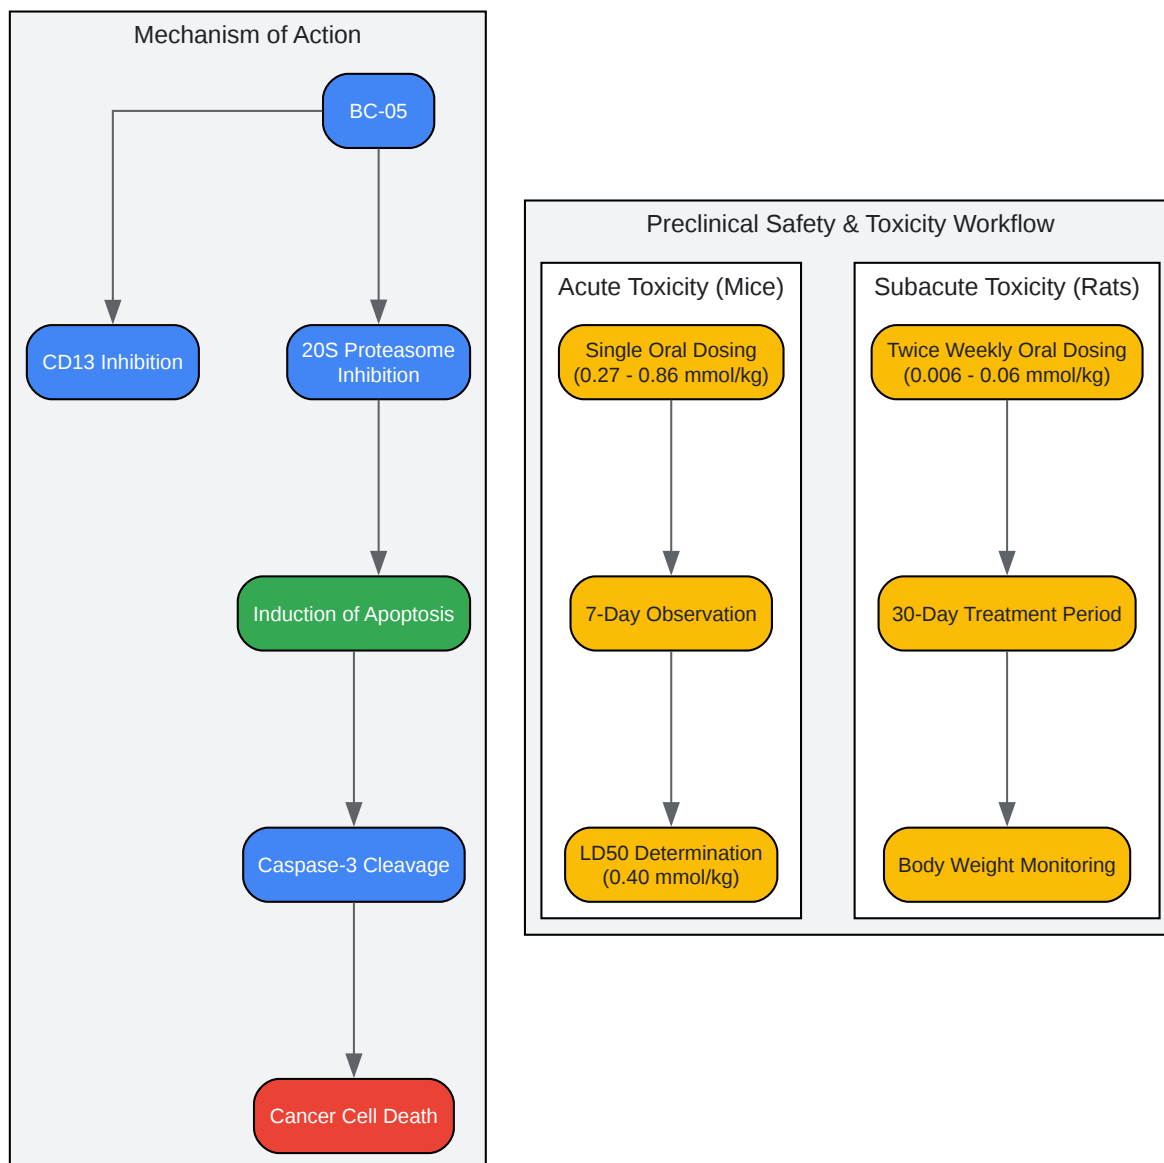 Mechanism of Action
BC-05
CD13 Inhibition
20S Proteasome
Inhibition
Induction of Apoptosis
Caspase-3 Cleavage
Cancer Cell Death
Preclinical Safety & Toxicity Workflow
Acute Toxicity (Mice)
Single Oral Dosing
(0.27 - 0.86 mmol/kg)
7-Day Observation
LD50 Determination
(0.40 mmol/kg)
Subacute Toxicity (Rats)
Twice Weekly Oral Dosing
(0.006 - 0.06 mmol/kg)
30-Day Treatment Period
Body Weight Monitoring